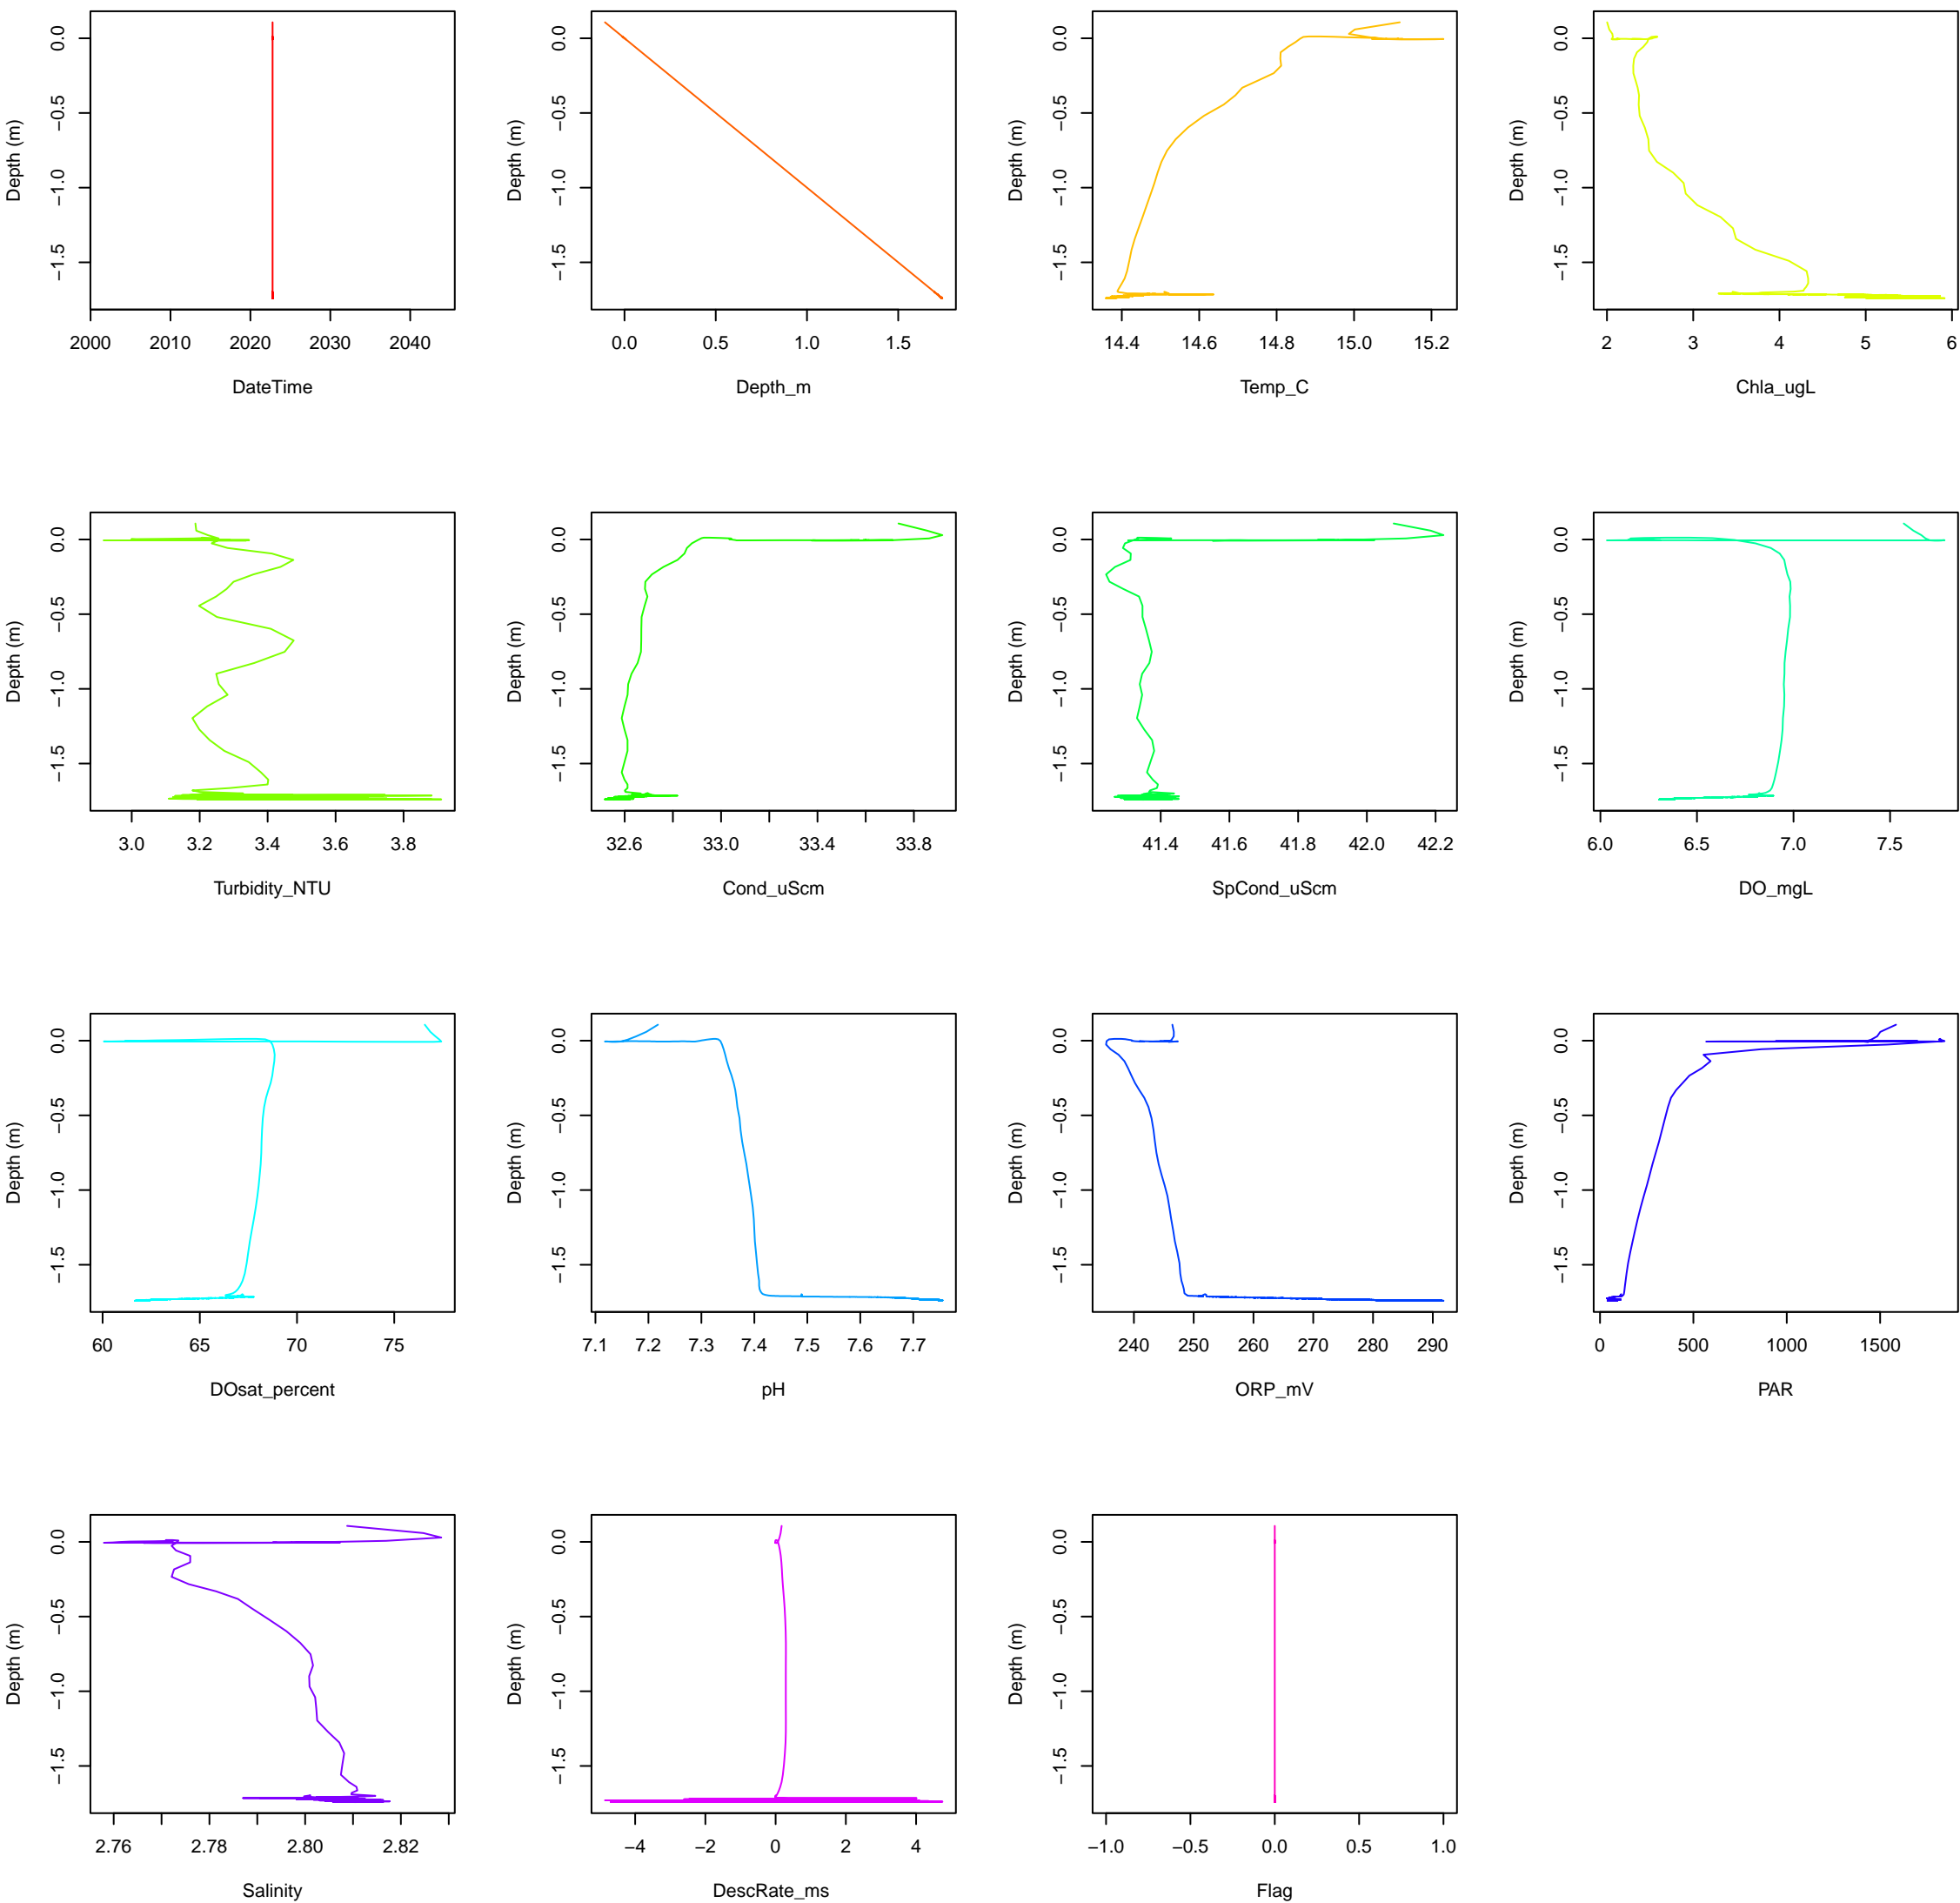 0.0
−0.5
−1.0
−1.5
Depth (m)
2000 2010 2020 2030 2040
DateTime
0.0
−0.5
−1.0
−1.5
Depth (m)
0.0 0.5 1.0 1.5
Depth_m
0.0
−0.5
−1.0
−1.5
Depth (m)
14.4 14.6 14.8 15.0 15.2
Temp_C
0.0
−0.5
−1.0
−1.5
Depth (m)
2 3 4 5 6
Chla_ugL
0.0
−0.5
−1.0
−1.5
Depth (m)
3.0 3.2 3.4 3.6 3.8
Turbidity_NTU
0.0
−0.5
−1.0
−1.5
Depth (m)
32.6 33.0 33.4 33.8
Cond_uScm
0.0
−0.5
−1.0
−1.5
Depth (m)
41.4 41.6 41.8 42.0 42.2
SpCond_uScm
0.0
−0.5
−1.0
−1.5
Depth (m)
6.0 6.5 7.0 7.5
DO_mgL
0.0
−0.5
−1.0
−1.5
Depth (m)
60 65 70 75
DOsat_percent
0.0
−0.5
−1.0
−1.5
Depth (m)
7.1 7.2 7.3 7.4 7.5 7.6 7.7
pH
0.0
−0.5
−1.0
−1.5
Depth (m)
240 250 260 270 280 290
ORP_mV
0.0
−0.5
−1.0
−1.5
Depth (m)
0 500 1000 1500
PAR
0.0
−0.5
−1.0
−1.5
Depth (m)
2.76 2.78 2.80 2.82
Salinity
0.0
−0.5
−1.0
−1.5
Depth (m)
−4 −2 0 2 4
DescRate_ms
0.0
−0.5
−1.0
−1.5
Depth (m)
−1.0 −0.5 0.0 0.5 1.0
Flag